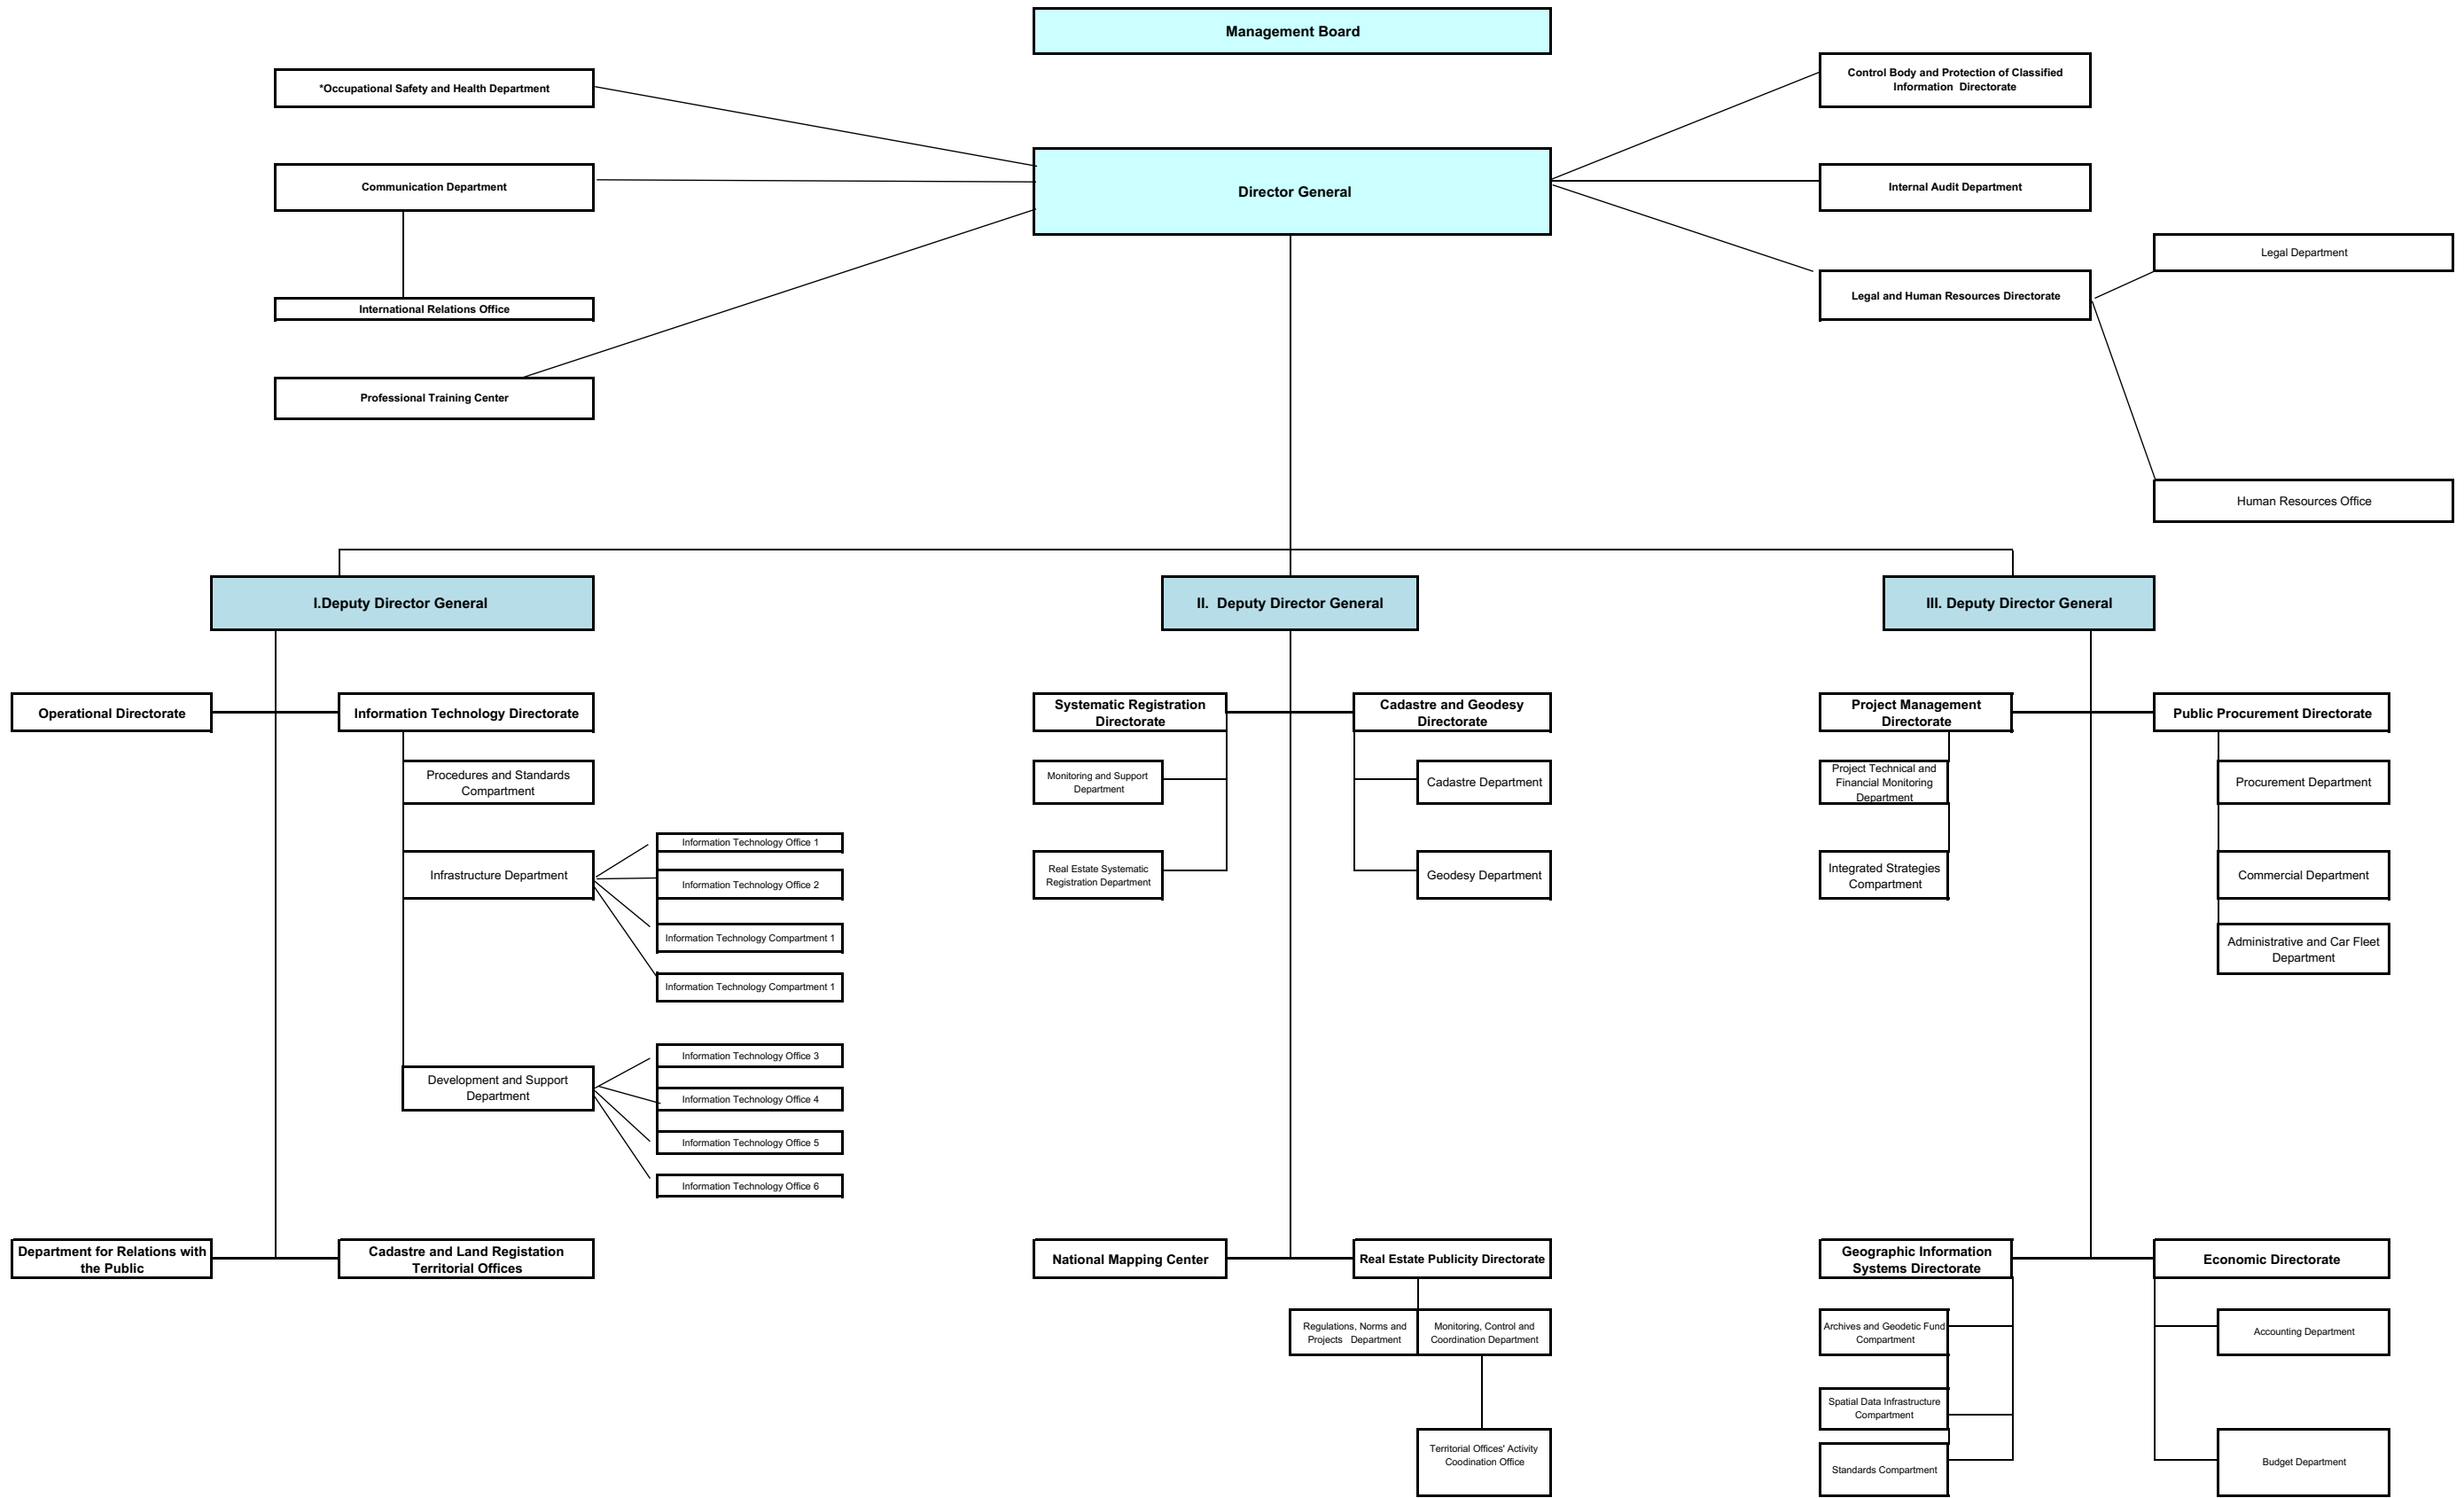 Management Board
*Occupational Safety and Health Department
Control Body and Protection of Classified
Information Directorate
Communication Department
Director General
Internal Audit Department
Legal Department
International Relations Office
Legal and Human Resources Directorate
Professional Training Center
Human Resources Office
I.Deputy Director General
II. Deputy Director General
III. Deputy Director General
Operational Directorate
Information Technology Directorate
Systematic Registration
Directorate
Cadastre and Geodesy
Directorate
Project Management
Directorate
Public Procurement Directorate
Procedures and Standards
Compartment
Monitoring and Support
Department
Cadastre Department
Project Technical and
Financial Monitoring
Department
Procurement Department
Information Technology Office 1
Infrastructure Department
Information Technology Office 2
Real Estate Systematic
Registration Department
Geodesy Department
Integrated Strategies
Compartment
Commercial Department
Information Technology Compartment 1
Administrative and Car Fleet
Department
Information Technology Compartment 1
Information Technology Office 3
Development and Support
Department
Information Technology Office 4
Information Technology Office 5
Information Technology Office 6
Department for Relations with
the Public
Cadastre and Land Registation
Territorial Offices
National Mapping Center
Real Estate Publicity Directorate
Geographic Information
Systems Directorate
Economic Directorate
Regulations, Norms and
Projects Department
Monitoring, Control and
Coordination Department
Archives and Geodetic Fund
Compartment
Accounting Department
Spatial Data Infrastructure
Compartment
Territorial Offices' Activity
Coodination Office
Standards Compartment
Budget Department